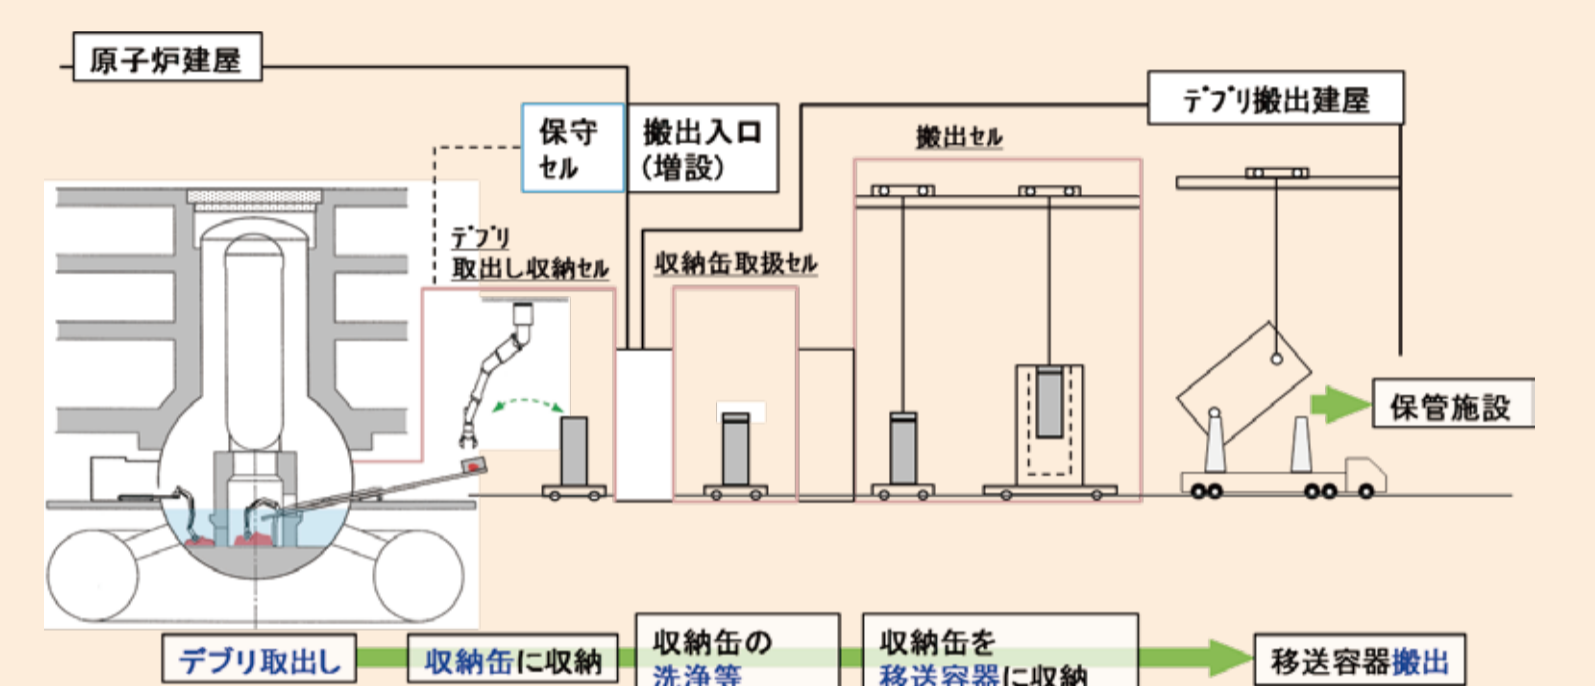 原子炉建屋
デブリ搬出建屋
保守
セル
搬出入口
(増設)
搬出セル
デブリ
取出し収納セル
収納缶取扱セル
保管施設
デブリ取出し
収納缶に収納
収納缶の
洗浄等
収納缶を
移送容器に収納
移送容器搬出